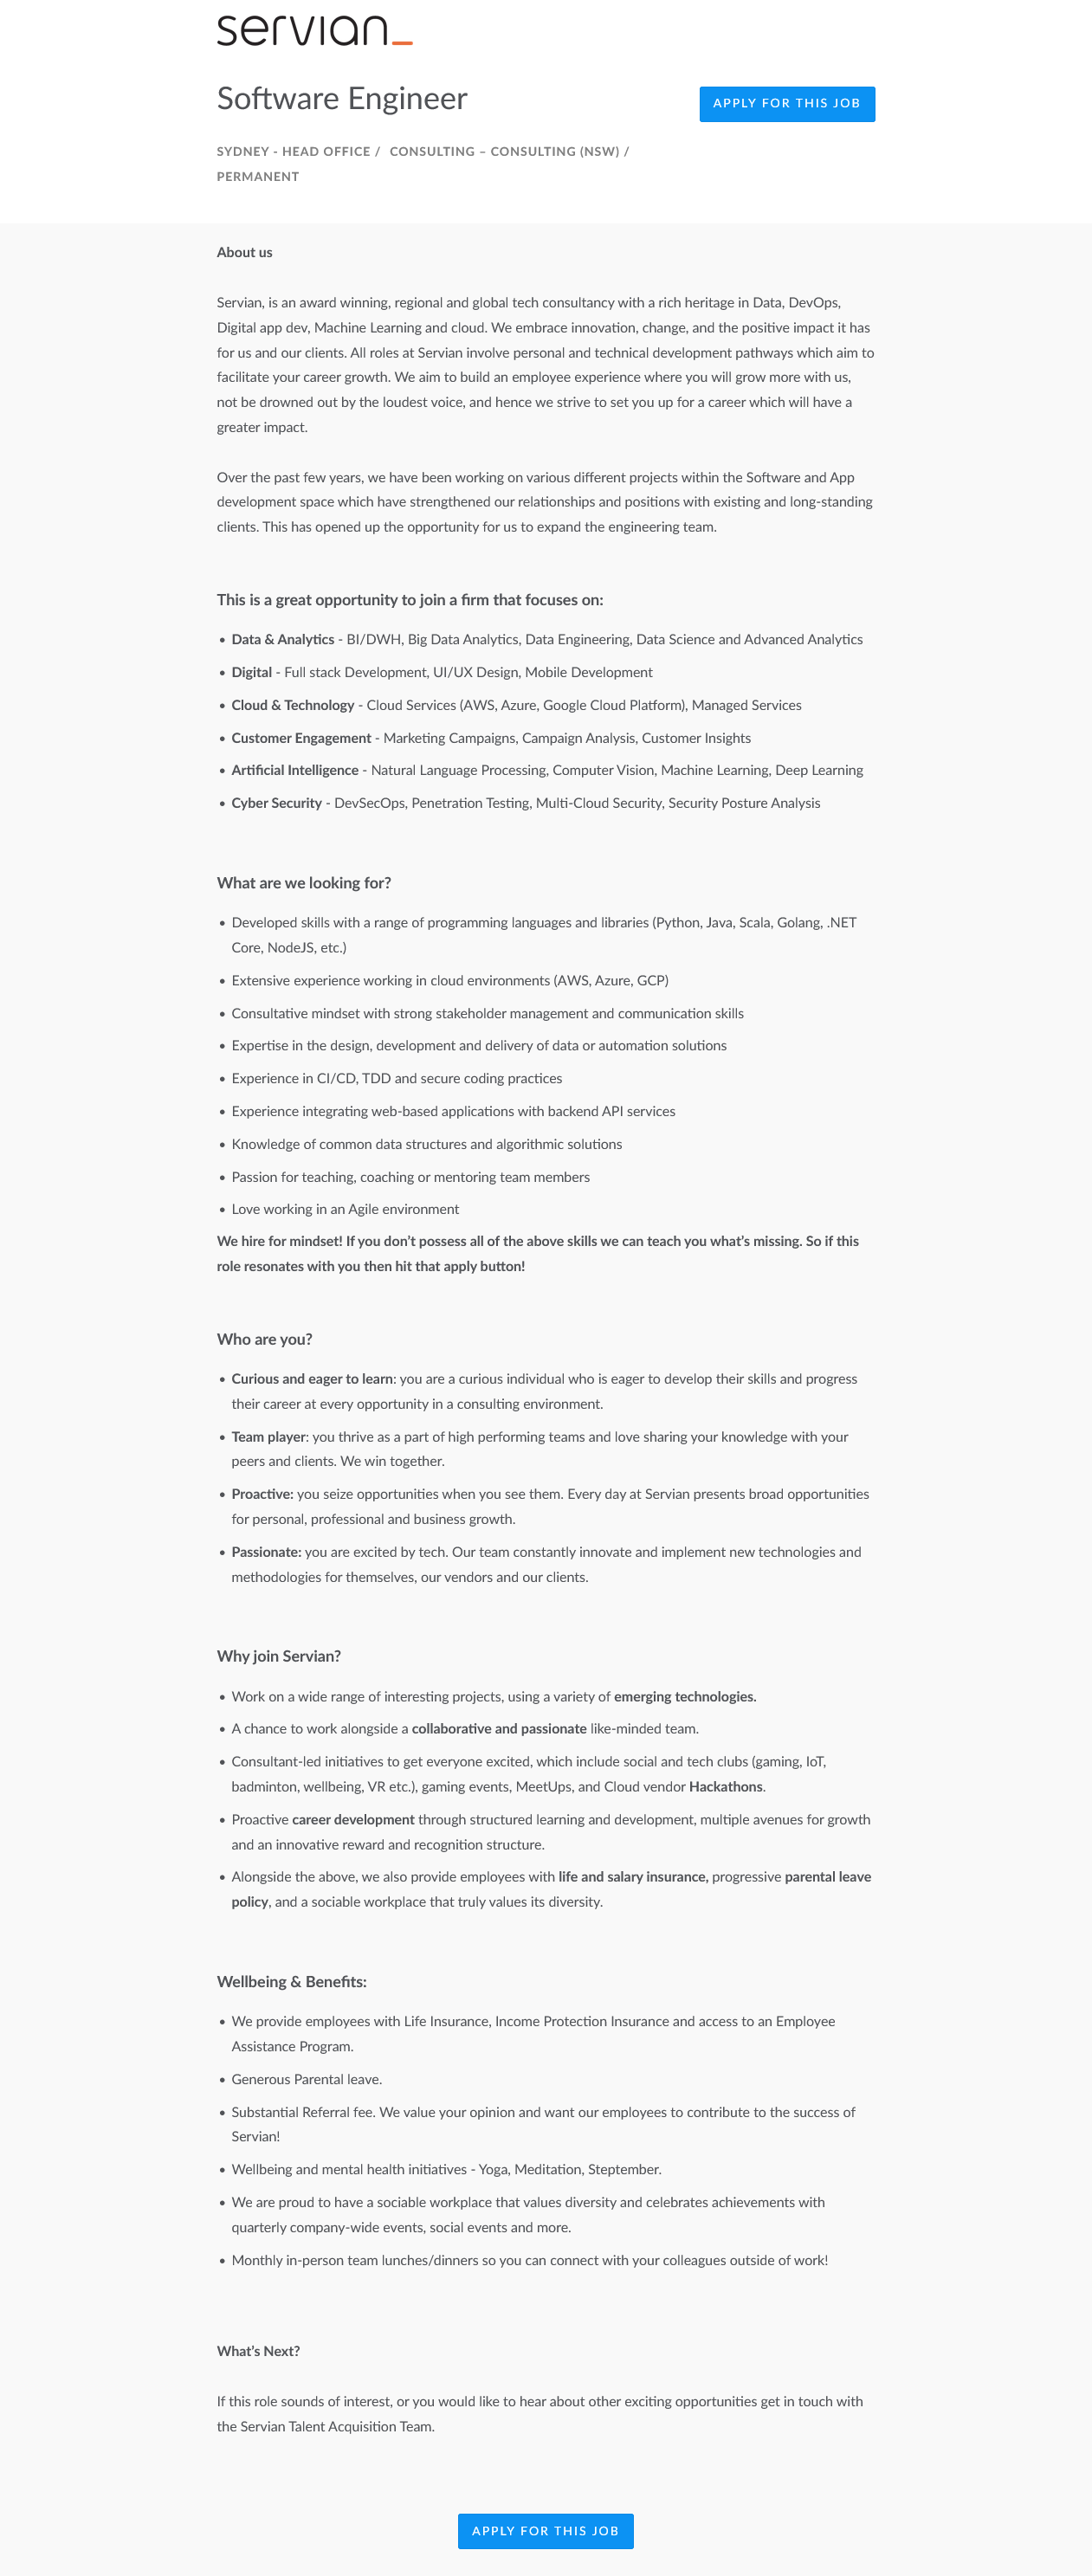 servian_
Software Engineer
APPLY FOR THIS JOB
SYDNEY - HEAD OFFICE / CONSULTING – CONSULTING (NSW) /
PERMANENT
About us
Servian, is an award winning, regional and global tech consultancy with a rich heritage in Data, DevOps,
Digital app dev, Machine Learning and cloud. We embrace innovation, change, and the positive impact it has
for us and our clients. All roles at Servian involve personal and technical development pathways which aim to
facilitate your career growth. We aim to build an employee experience where you will grow more with us,
not be drowned out by the loudest voice, and hence we strive to set you up for a career which will have a
greater impact.
Over the past few years, we have been working on various different projects within the Software and App
development space which have strengthened our relationships and positions with existing and long-standing
clients. This has opened up the opportunity for us to expand the engineering team.
This is a great opportunity to join a firm that focuses on:
• Data & Analytics - BI/DWH, Big Data Analytics, Data Engineering, Data Science and Advanced Analytics
• Digital - Full stack Development, UI/UX Design, Mobile Development
• Cloud & Technology - Cloud Services (AWS, Azure, Google Cloud Platform), Managed Services
• Customer Engagement - Marketing Campaigns, Campaign Analysis, Customer Insights
• Artificial Intelligence - Natural Language Processing, Computer Vision, Machine Learning, Deep Learning
• Cyber Security - DevSecOps, Penetration Testing, Multi-Cloud Security, Security Posture Analysis
What are we looking for?
• Developed skills with a range of programming languages and libraries (Python, Java, Scala, Golang, .NET
Core, NodeJS, etc.)
• Extensive experience working in cloud environments (AWS, Azure, GCP)
• Consultative mindset with strong stakeholder management and communication skills
• Expertise in the design, development and delivery of data or automation solutions
• Experience in CI/CD, TDD and secure coding practices
• Experience integrating web-based applications with backend API services
• Knowledge of common data structures and algorithmic solutions
• Passion for teaching, coaching or mentoring team members
• Love working in an Agile environment
We hire for mindset! If you don’t possess all of the above skills we can teach you what’s missing. So if this
role resonates with you then hit that apply button!
Who are you?
• Curious and eager to learn: you are a curious individual who is eager to develop their skills and progress
their career at every opportunity in a consulting environment.
• Team player: you thrive as a part of high performing teams and love sharing your knowledge with your
peers and clients. We win together.
• Proactive: you seize opportunities when you see them. Every day at Servian presents broad opportunities
for personal, professional and business growth.
• Passionate: you are excited by tech. Our team constantly innovate and implement new technologies and
methodologies for themselves, our vendors and our clients.
Why join Servian?
• Work on a wide range of interesting projects, using a variety of emerging technologies.
• A chance to work alongside a collaborative and passionate like-minded team.
• Consultant-led initiatives to get everyone excited, which include social and tech clubs (gaming, IoT,
badminton, wellbeing, VR etc.), gaming events, MeetUps, and Cloud vendor Hackathons.
• Proactive career development through structured learning and development, multiple avenues for growth
and an innovative reward and recognition structure.
• Alongside the above, we also provide employees with life and salary insurance, progressive parental leave
policy, and a sociable workplace that truly values its diversity.
Wellbeing & Benefits:
• We provide employees with Life Insurance, Income Protection Insurance and access to an Employee
Assistance Program.
• Generous Parental leave.
• Substantial Referral fee. We value your opinion and want our employees to contribute to the success of
Servian!
• Wellbeing and mental health initiatives - Yoga, Meditation, Steptember.
• We are proud to have a sociable workplace that values diversity and celebrates achievements with
quarterly company-wide events, social events and more.
• Monthly in-person team lunches/dinners so you can connect with your colleagues outside of work!
What’s Next?
If this role sounds of interest, or you would like to hear about other exciting opportunities get in touch with
the Servian Talent Acquisition Team.
APPLY FOR THIS JOB